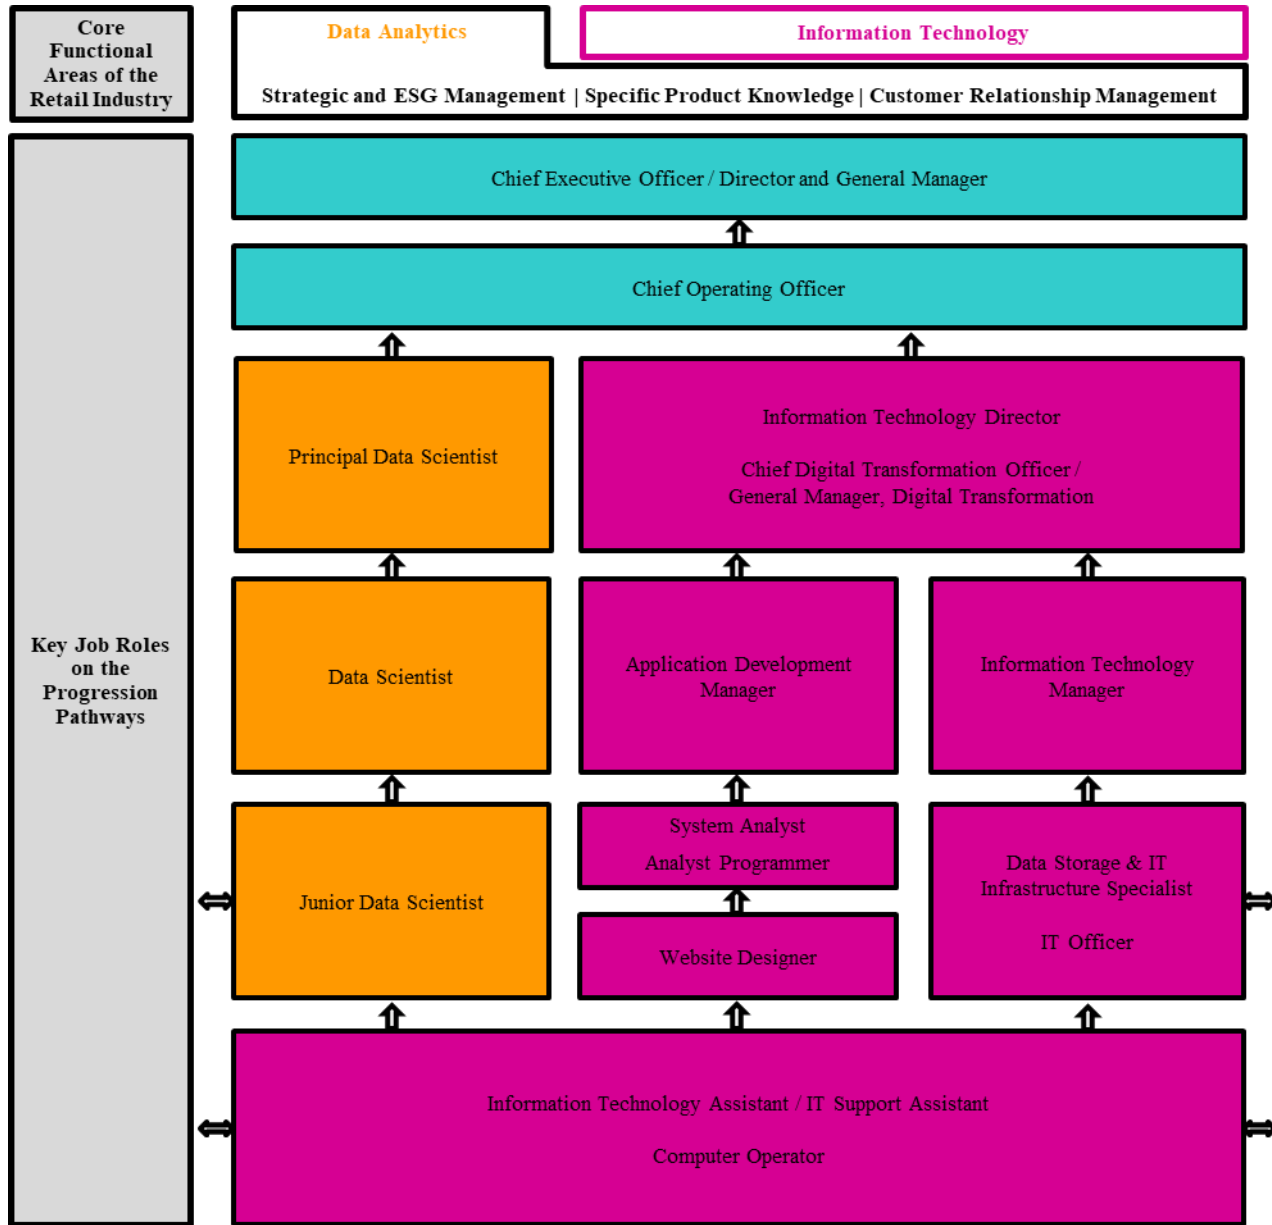 Core
Functional
Areas of the
Retail Industry
Data Analytics
Information Technology
Strategic and ESG Management | Specific Product Knowledge | Customer Relationship Management
Key Job Roles
on the
Progression
Pathways
Chief Executive Officer / Director and General Manager
Chief Operating Officer
Principal Data Scientist
Information Technology Director
Chief Digital Transformation Officer /
General Manager, Digital Transformation
Data Scientist
Application Development
Manager
Information Technology
Manager
Junior Data Scientist
System Analyst
Analyst Programmer
Website Designer
Data Storage & IT
Infrastructure Specialist
IT Officer
Information Technology Assistant / IT Support Assistant
Computer Operator